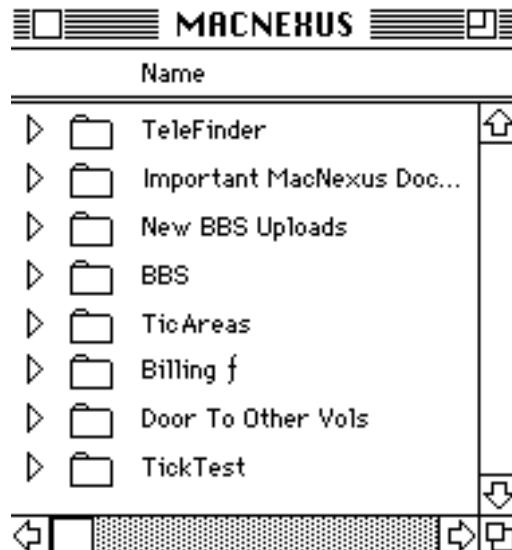 MACNEXUS
Name
TeleFinder
Important MacNexus Doc...
New BBS Uploads
BBS
TicAreas
Billing ƒ
Door To Other Vols
TickTest